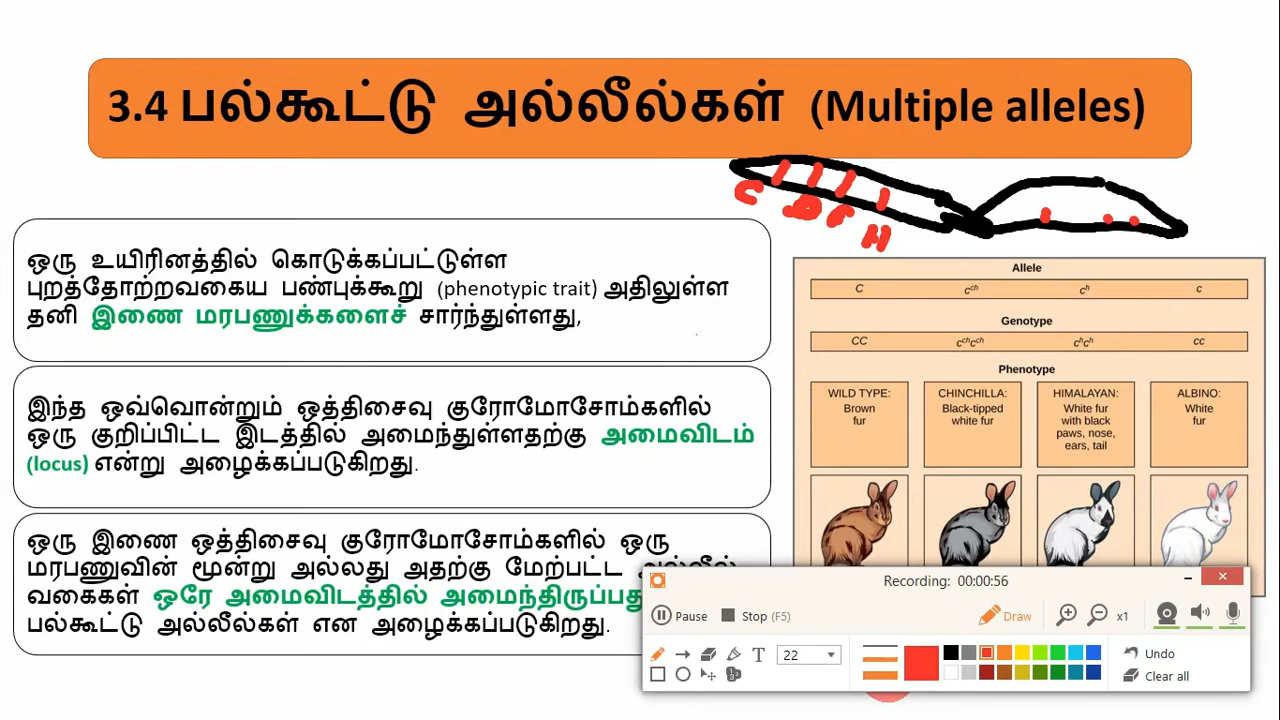 3.4 பல்கூட்டு அல்லீல்கள் (Multiple alleles)
C D F H
ஒரு உயிரினத்தில் கொடுக்கப்பட்டுள்ள
புறத்தோற்றவகைய பண்புக்கூறு (phenotypic trait) அதிலுள்ள
தனி இணை மரபணுக்களைச் சார்ந்துள்ளது,
இந்த ஒவ்வொன்றும் ஒத்திசைவு குரோமோசோம்களில்
ஒரு குறிப்பிட்ட இடத்தில் அமைந்துள்ளதற்கு அமைவிடம்
(locus) என்று அழைக்கப்படுகிறது.
ஒரு இணை ஒத்திசைவு குரோமோசோம்களில் ஒரு
மரபணுவின் மூன்று அல்லது அதற்கு மேற்பட்ட
வகைகள் ஒரே அமைவிடத்தில்
பல்கூட்டு அல்லீல்கள் என அழைக்கப்படுகிறது.
Allele
C cᶜʰ cʰ c
Genotype
CC cᶜʰcᶜʰ cʰcʰ cc
Phenotype
WILD TYPE:
Brown
fur
CHINCHILLA:
Black-tipped
white fur
HIMALAYAN:
White fur
with black
paws, nose,
ears, tail
ALBINO:
White
fur
Recording: 00:00:56
Pause Stop (F5) Draw x1
T 22 Undo
Clear all